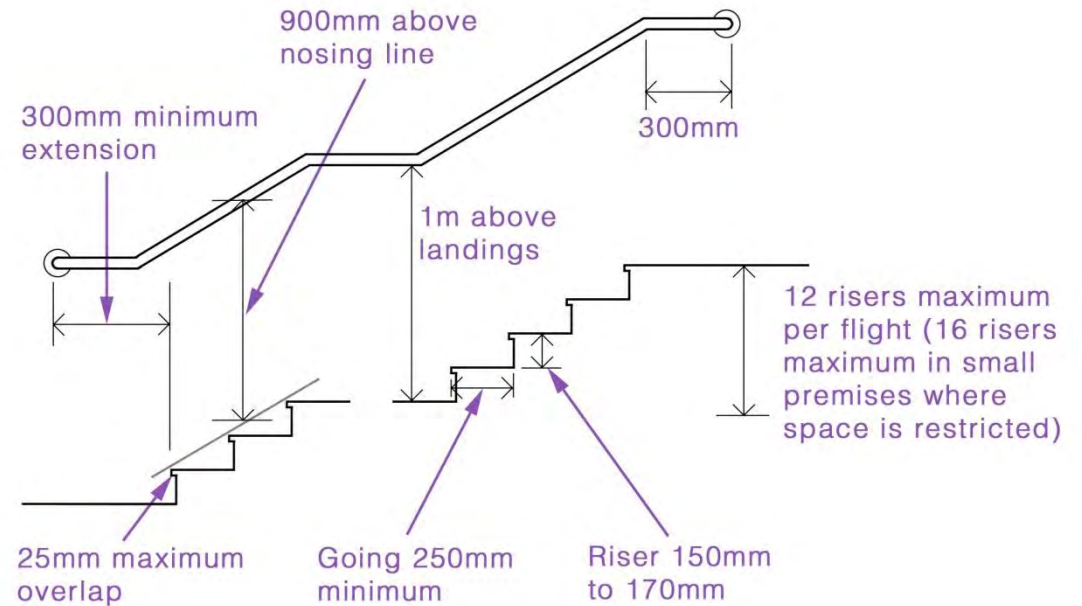 900mm above
nosing line
300mm minimum
extension
300mm
1m above
landings
12 risers maximum
per flight (16 risers
maximum in small
premises where
space is restricted)
25mm maximum
overlap
Going 250mm
minimum
Riser 150mm
to 170mm